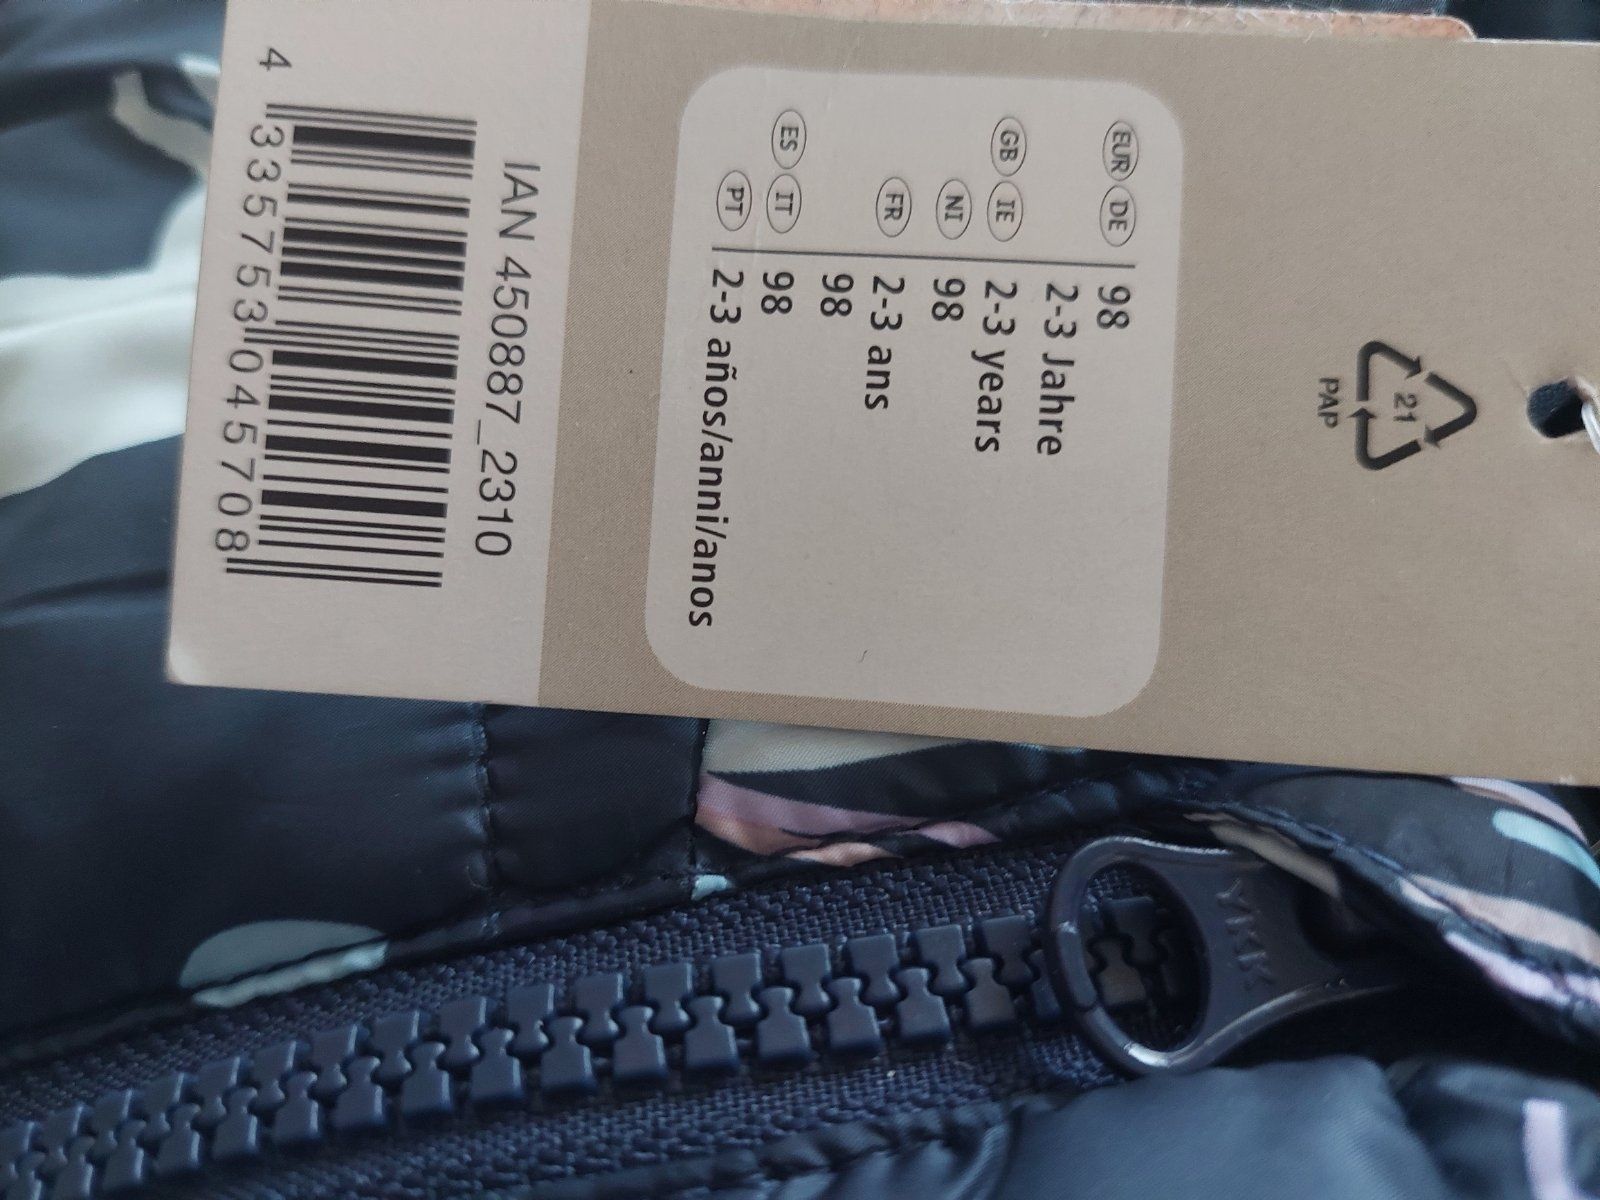 21
PAP
EUR DE 98
2-3 Jahre
GB IE 2-3 years
NI 98
FR 2-3 ans
98
ES IT 98
PT 2-3 años/anni/anos
IAN 450887_2310
4 335753 045708
YKK